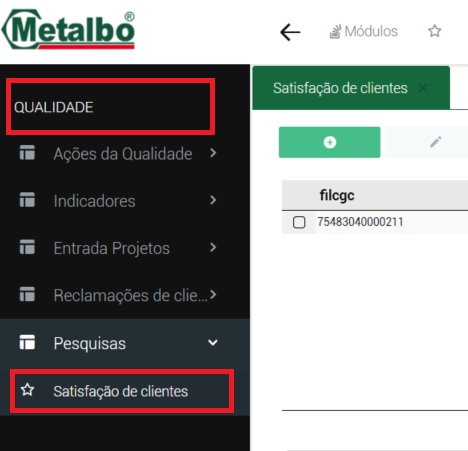 Metalbo
Módulos
QUALIDADE
Satisfação de clientes ×
Ações da Qualidade
Indicadores
filcgc
75483040000211
Entrada Projetos
Reclamações de clie...
Pesquisas
Satisfação de clientes